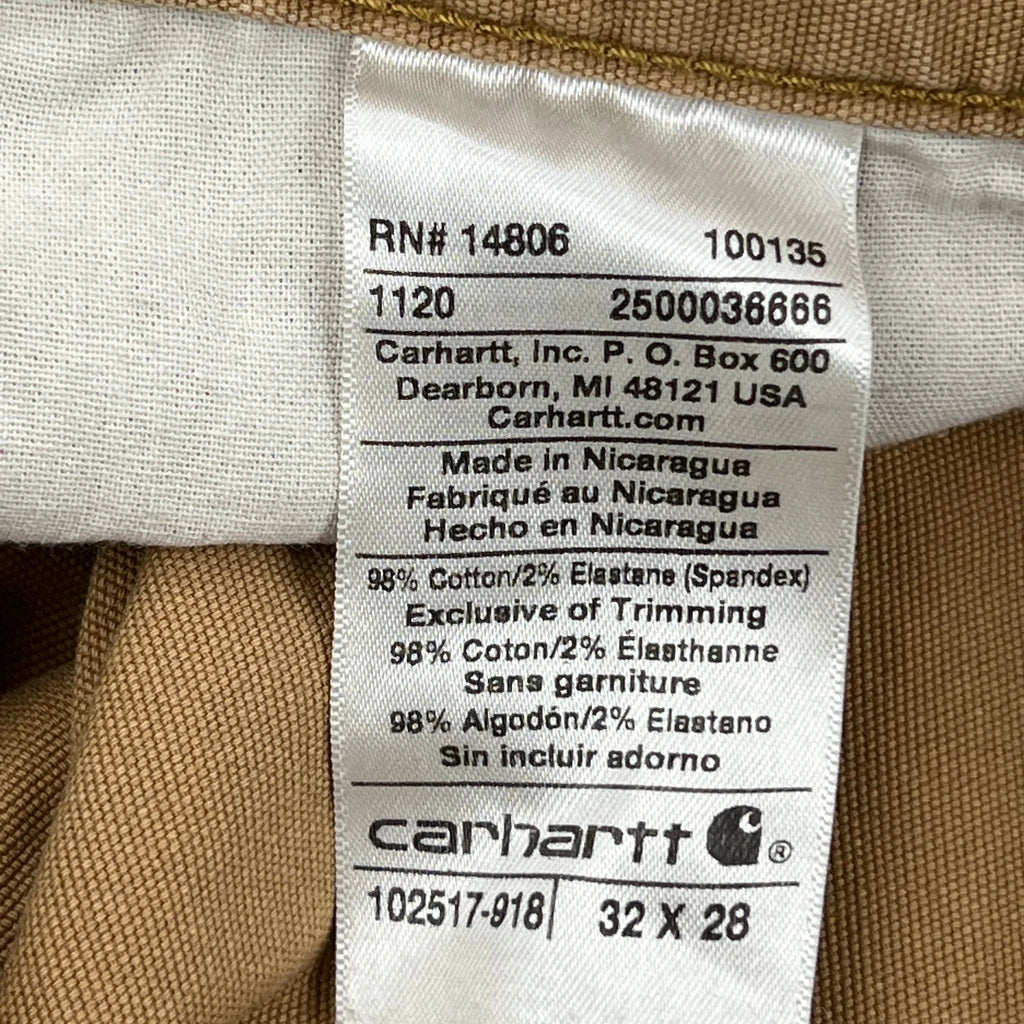 RN# 14806 100135
1120 2500036666
Carhartt, Inc. P. O. Box 600
Dearborn, MI 48121 USA
Carhartt.com
Made in Nicaragua
Fabriqué au Nicaragua
Hecho en Nicaragua
98% Cotton/2% Elastane (Spandex)
Exclusive of Trimming
98% Coton/2% Élasthanne
Sans garniture
98% Algodón/2% Elastano
Sin incluir adorno
carhartt ®
102517-918 32 X 28